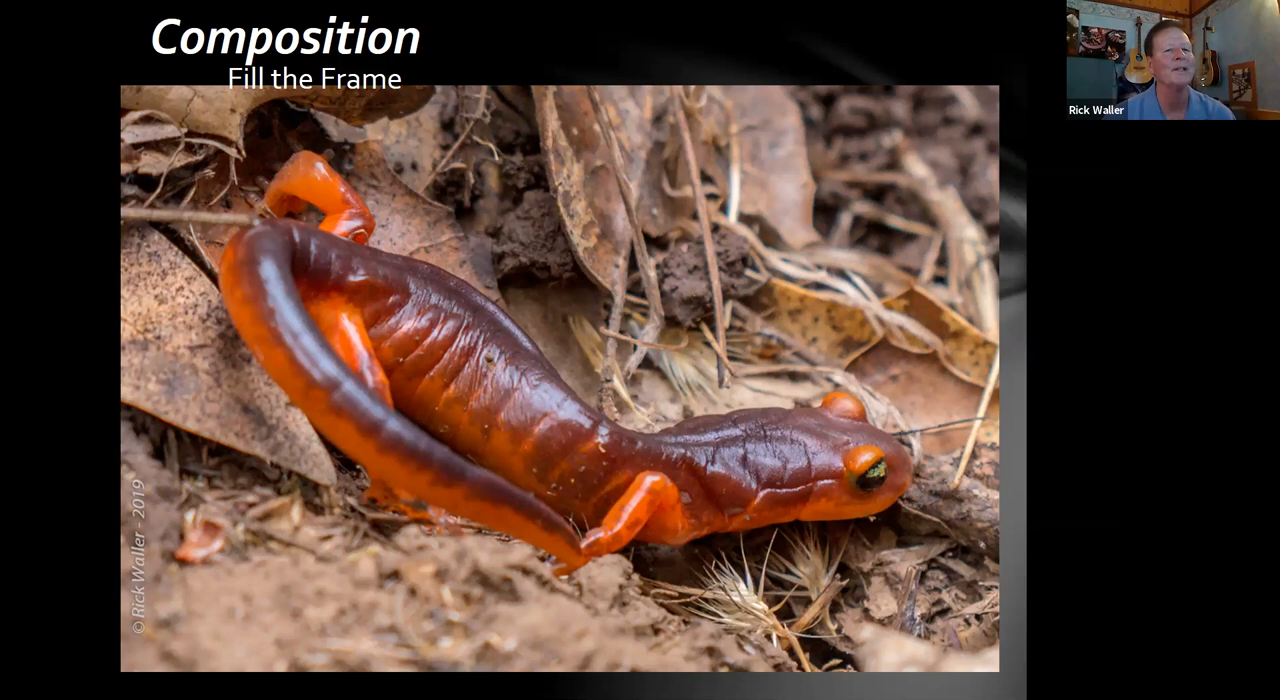 Composition
Fill the Frame
Rick Waller
© Rick Waller - 2019